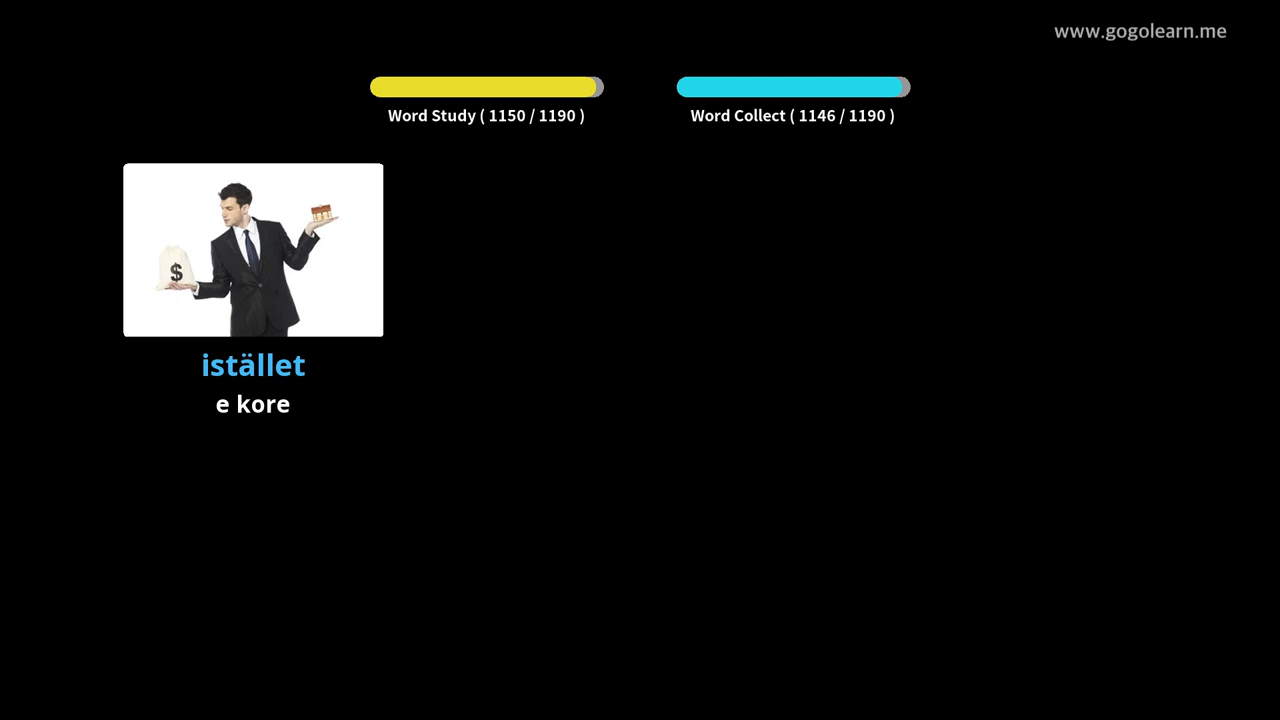 www.gogolearn.me
Word Study ( 1150 / 1190 )
Word Collect ( 1146 / 1190 )
$
istället
e kore